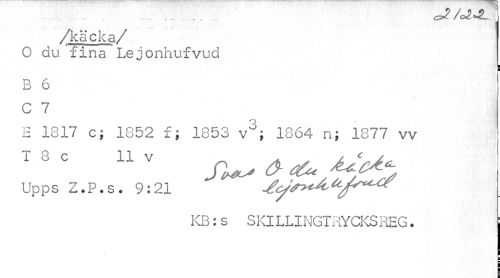 2122
/käcka/
O du fina Lejonhufvud
B 6
C 7
E 1817 c; 1852 f; 1853 v³; 1864 n; 1877 vv
T 8 c 11 v
Svas O du käcka
lejonhufvud
Upps Z.P.s. 9:21
KB:s SKILLINGTRYCKSREG.